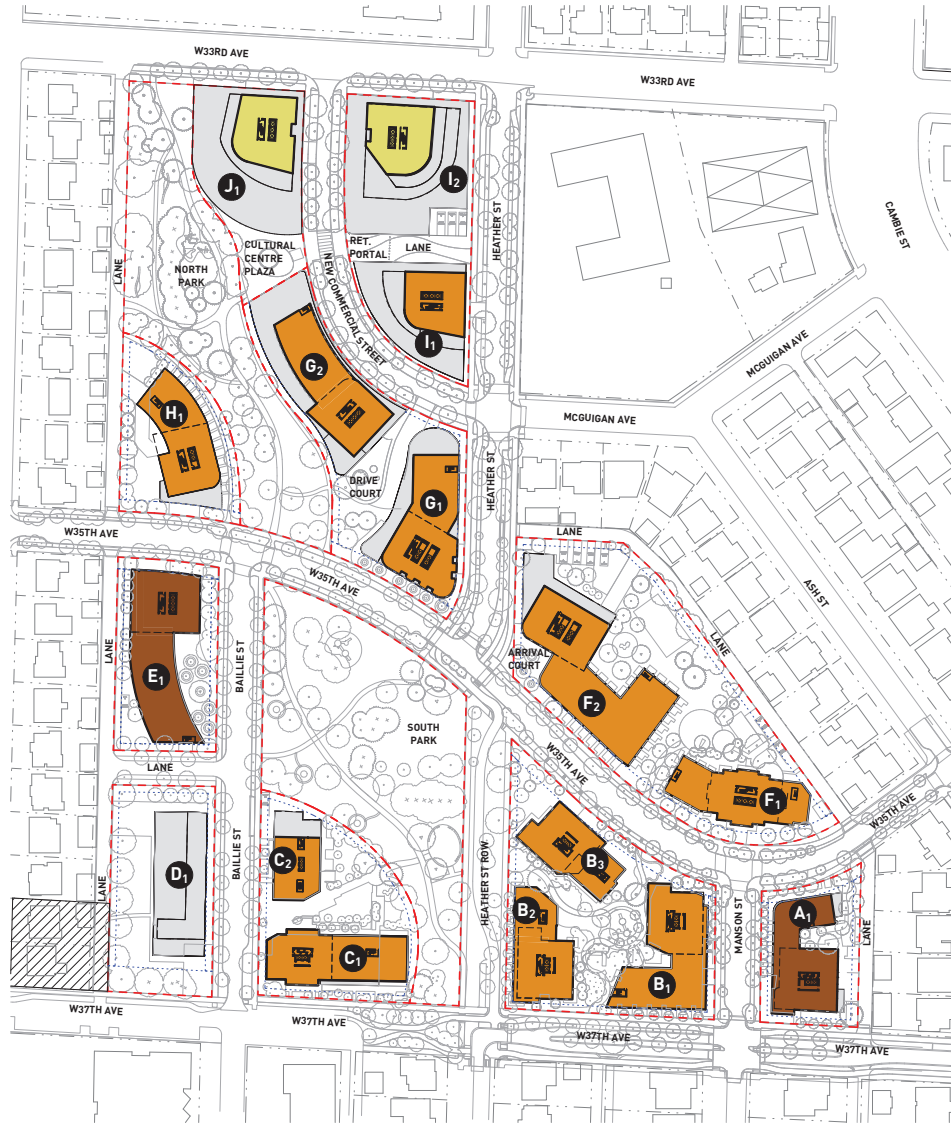 W33RD AVE
W33RD AVE
J1
I2
HEATHER ST
CAMBIE ST
LANE
NORTH
PARK
CULTURAL
CENTRE
PLAZA
RET.
PORTAL
LANE
NEW COMMERCIAL STREET
I1
G2
MCGUIGAN AVE
MCGUIGAN AVE
H1
DRIVE
COURT
G1
HEATHER ST
W35TH AVE
LANE
W35TH AVE
ASH ST
LANE
LANE
BAILLIE ST
E1
ARRIVAL
COURT
F2
SOUTH
PARK
W35TH AVE
LANE
F1
W35TH AVE
BAILLIE ST
C2
B3
D1
LANE
HEATHER ST ROW
B2
MANSON ST
A1
LANE
C1
B1
W37TH AVE
W37TH AVE
W37TH AVE
W37TH AVE